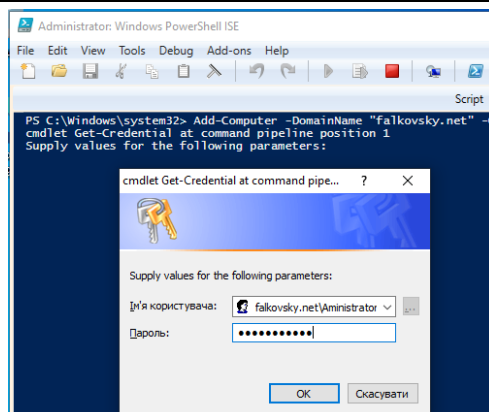 Administrator: Windows PowerShell ISE
File Edit View Tools Debug Add-ons Help
Script
PS C:\Windows\system32> Add-Computer -DomainName "falkovsky.net" -
cmdlet Get-Credential at command pipeline position 1
Supply values for the following parameters:
cmdlet Get-Credential at command pipe... ? X
Supply values for the following parameters:
Ім'я користувача: falkovsky.net\Aministrator ...
Пароль: ●●●●●●●●●●●
OK Скасувати